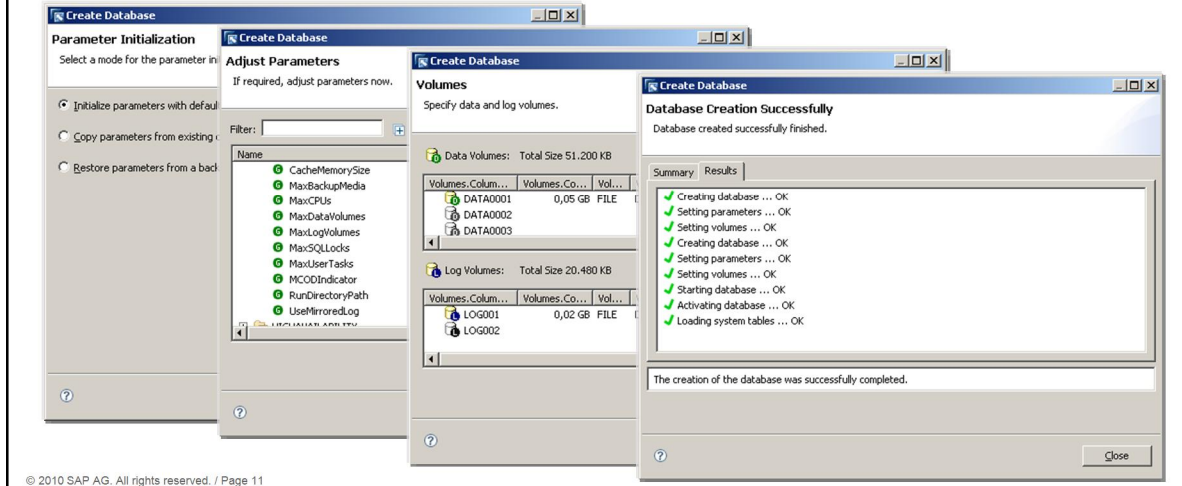 Create Database
Parameter Initialization
Select a mode for the parameter
Initialize parameters with
Copy parameters from existing
Restore parameters from a
Create Database
Adjust Parameters
If required, adjust parameters now.
Filter:
Name
CacheMemorySize
MaxBackupMedia
MaxCPUs
MaxDataVolumes
MaxLogVolumes
MaxSQLLocks
MaxUserTasks
MCODIndicator
RunDirectoryPath
UseMirroredLog
Create Database
Volumes
Specify data and log volumes.
Data Volumes: Total Size 51.200 KB
Volumes.Colum... Volumes.Co... Vol...
DATA0001 0,05 GB FILE
DATA0002
DATA0003
Log Volumes: Total Size 20.480 KB
Volumes.Colum... Volumes.Co... Vol...
LOG001 0,02 GB FILE
LOG002
Create Database
Database Creation Successfully
Database created successfully finished.
Summary Results
Creating database ... OK
Setting parameters ... OK
Setting volumes ... OK
Creating database ... OK
Setting parameters ... OK
Setting volumes ... OK
Starting database ... OK
Activating database ... OK
Loading system tables ... OK
The creation of the database was successfully completed.
Close
© 2010 SAP AG. All rights reserved. / Page 11